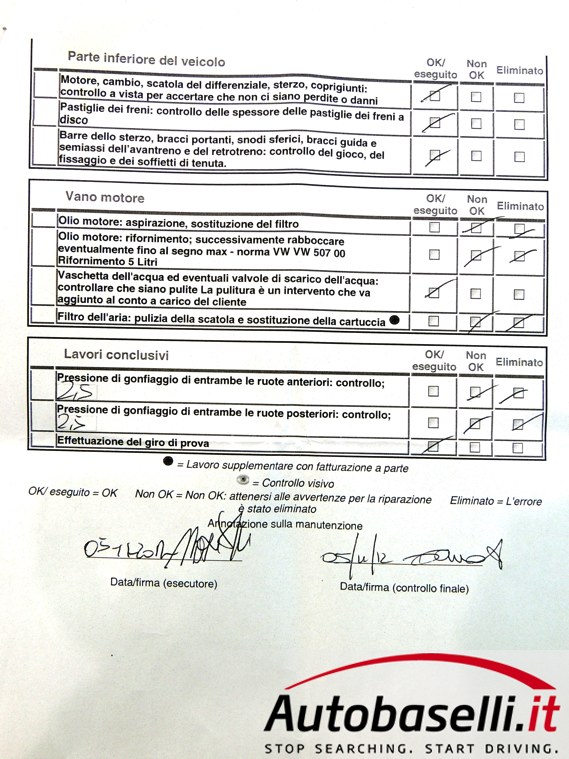 Parte inferiore del veicolo OK/ eseguito Non OK Eliminato
Motore, cambio, scatola del differenziale, sterzo, coprigiunti:
controllo a vista per accertare che non ci siano perdite o danni
Pastiglie dei freni: controllo delle spessore delle pastiglie dei freni a
disco
Barre dello sterzo, bracci portanti, snodi sferici, bracci guida e
semiassi dell'avantreno e del retrotreno: controllo del gioco, del
fissaggio e dei soffietti di tenuta.
Vano motore OK/ eseguito Non OK Eliminato
Olio motore: aspirazione, sostituzione del filtro
Olio motore: rifornimento; successivamente rabboccare
eventualmente fino al segno max - norma VW VW 507 00
Rifornimento 5 Litri
Vaschetta dell'acqua ed eventuali valvole di scarico dell'acqua:
controllare che siano pulite La pulitura è un intervento che va
aggiunto al conto a carico del cliente
Filtro dell'aria: pulizia della scatola e sostituzione della cartuccia
Lavori conclusivi OK/ eseguito Non OK Eliminato
Pressione di gonfiaggio di entrambe le ruote anteriori: controllo;
2,5
Pressione di gonfiaggio di entrambe le ruote posteriori: controllo;
2,5
Effettuazione del giro di prova
= Lavoro supplementare con fatturazione a parte
= Controllo visivo
OK/ eseguito = OK Non OK = Non OK: attenersi alle avvertenze per la riparazione Eliminato = L'errore
è stato eliminato
Annotazione sulla manutenzione
05/11/12
Data/firma (esecutore) Data/firma (controllo finale)
Autobaselli.it
STOP SEARCHING. START DRIVING.